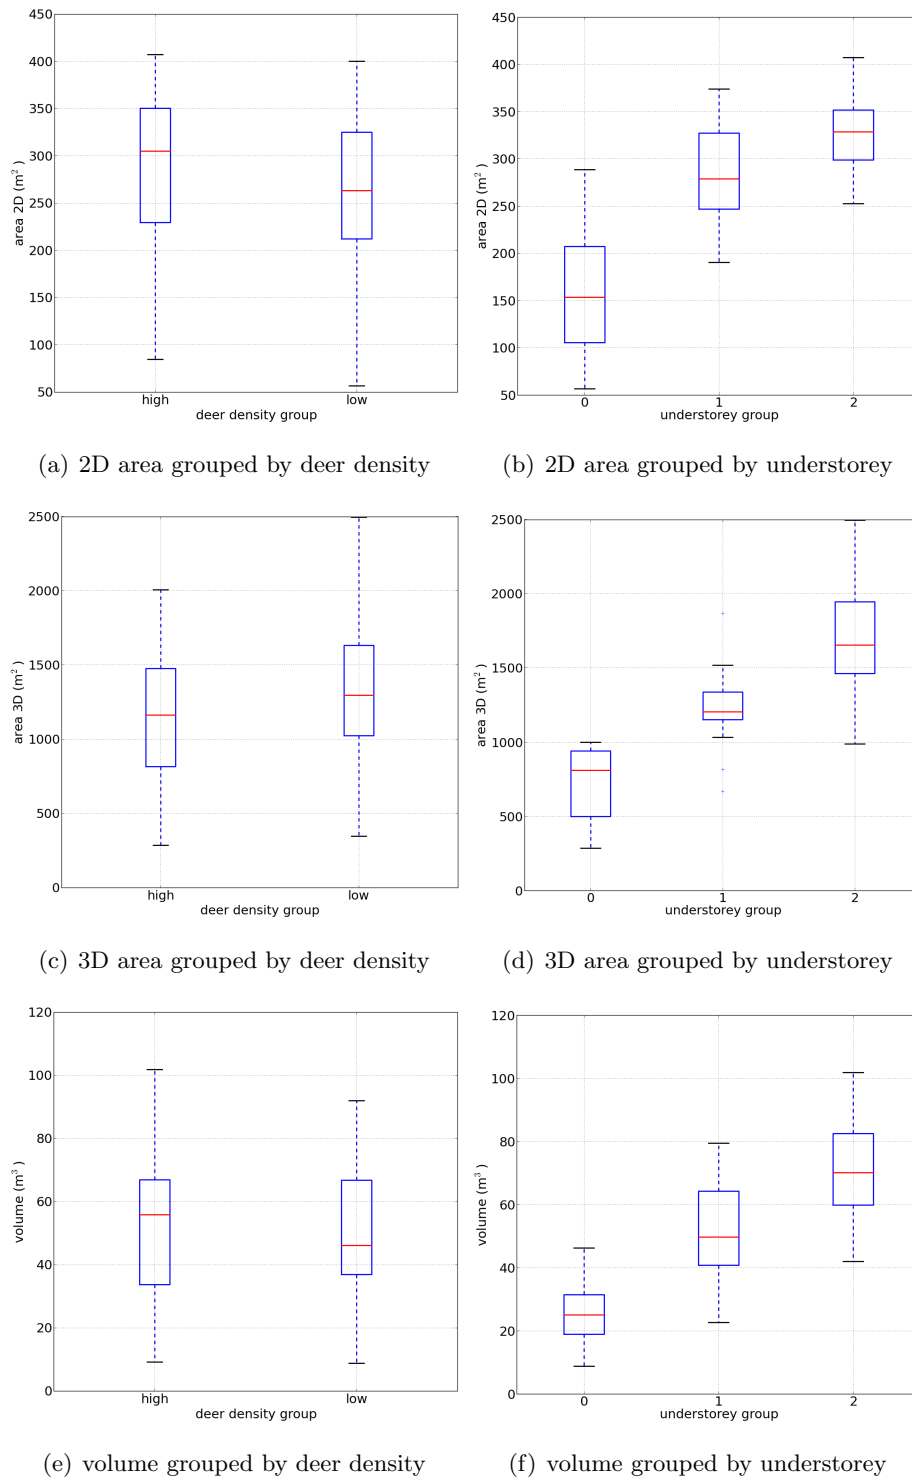 450
400
350
300
250
200
150
100
50
area 2D (m²)
high
low
deer density group
(a) 2D area grouped by deer density
450
400
350
300
250
200
150
100
50
area 2D (m²)
0
1
2
understorey group
(b) 2D area grouped by understorey
2500
2000
1500
1000
500
0
area 3D (m²)
high
low
deer density group
(c) 3D area grouped by deer density
2500
2000
1500
1000
500
0
area 3D (m²)
0
1
2
understorey group
(d) 3D area grouped by understorey
120
100
80
60
40
20
0
volume (m³)
high
low
deer density group
(e) volume grouped by deer density
120
100
80
60
40
20
0
volume (m³)
0
1
2
understorey group
(f) volume grouped by understorey